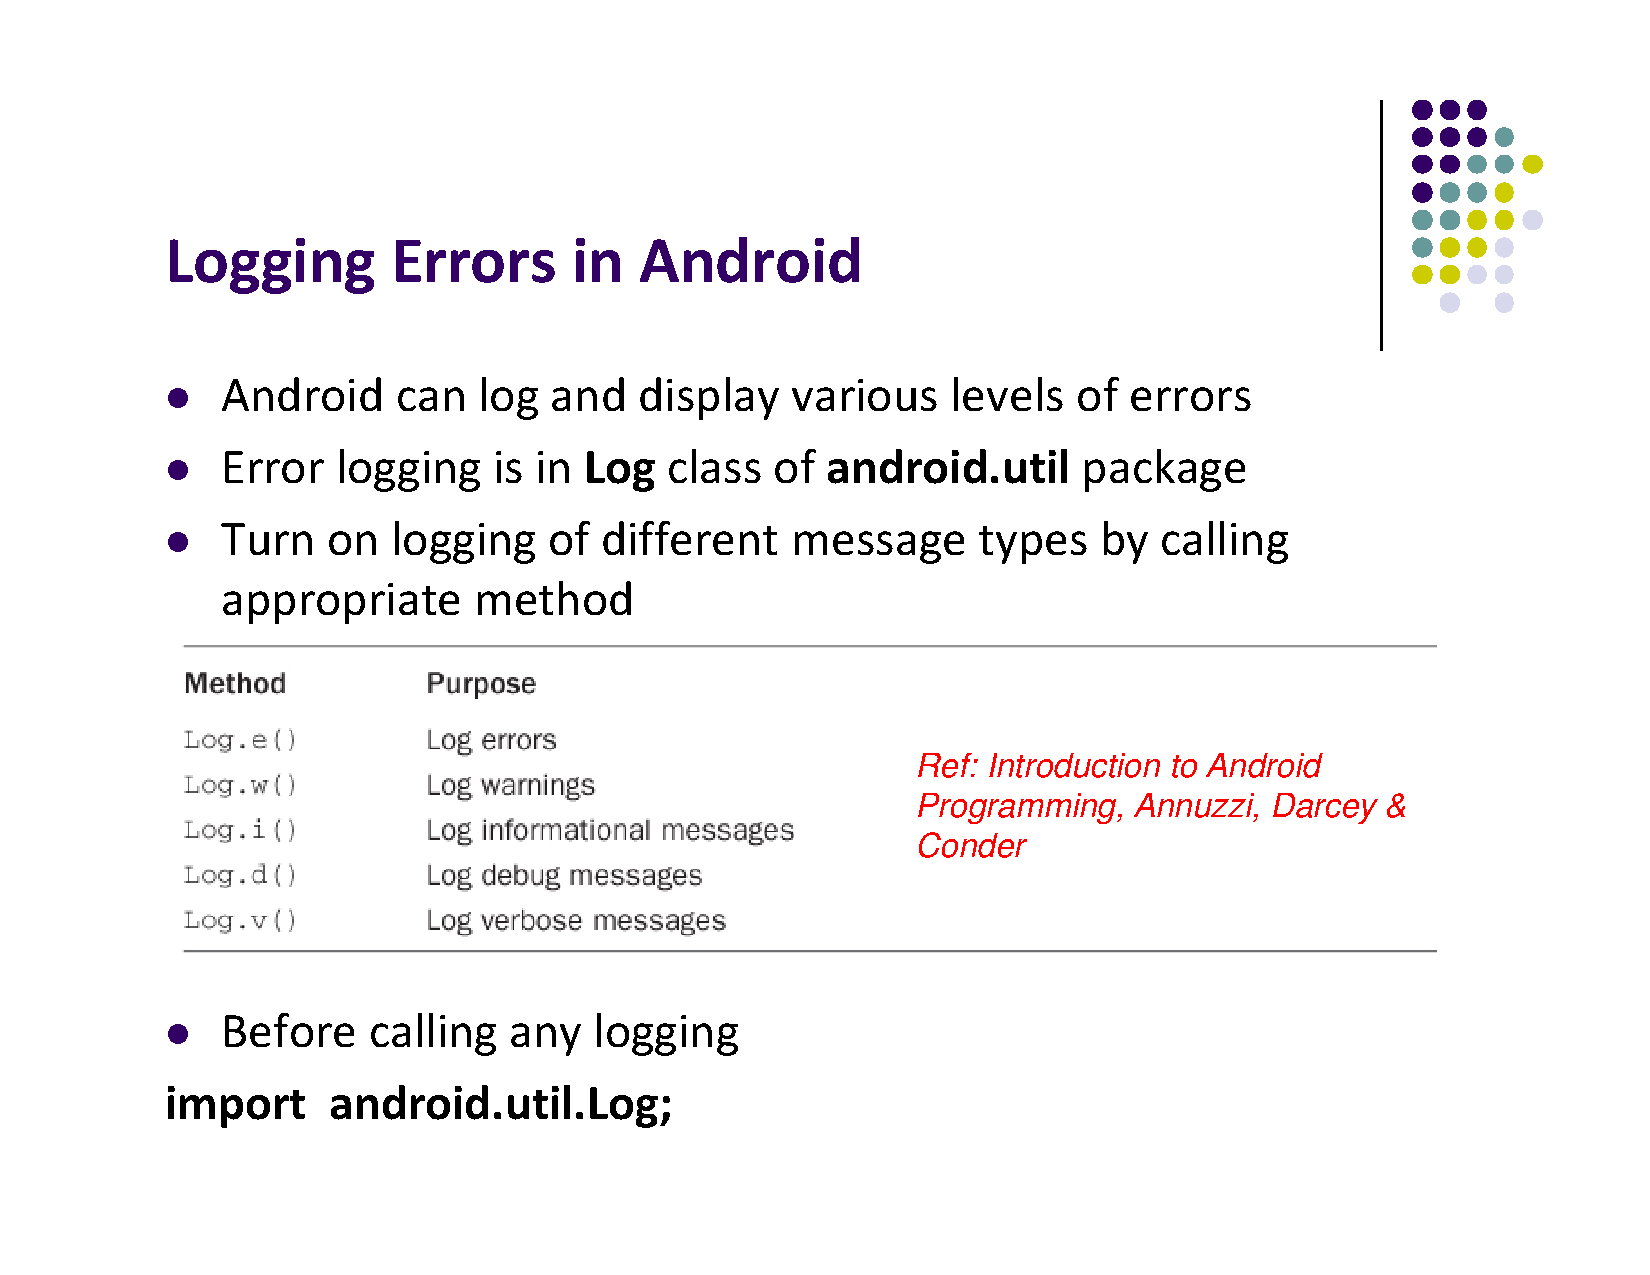 Logging Errors in Android
● Android can log and display various levels of errors
● Error logging is in Log class of android.util package
● Turn on logging of different message types by calling
appropriate method
Method Purpose
Log.e() Log errors
Log.w() Log warnings
Log.i() Log informational messages
Log.d() Log debug messages
Log.v() Log verbose messages
Ref: Introduction to Android
Programming, Annuzzi, Darcey &
Conder
● Before calling any logging
import android.util.Log;